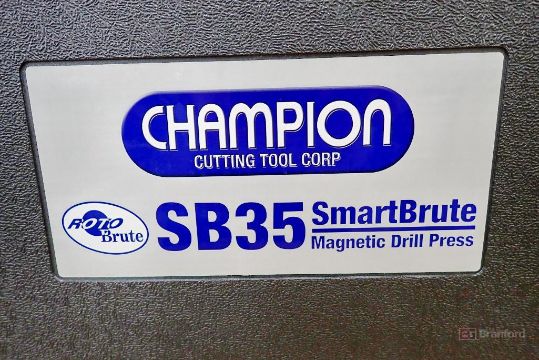 CHAMPION
CUTTING TOOL CORP
ROTO
Brute
SB35
SmartBrute
Magnetic Drill Press
Branford